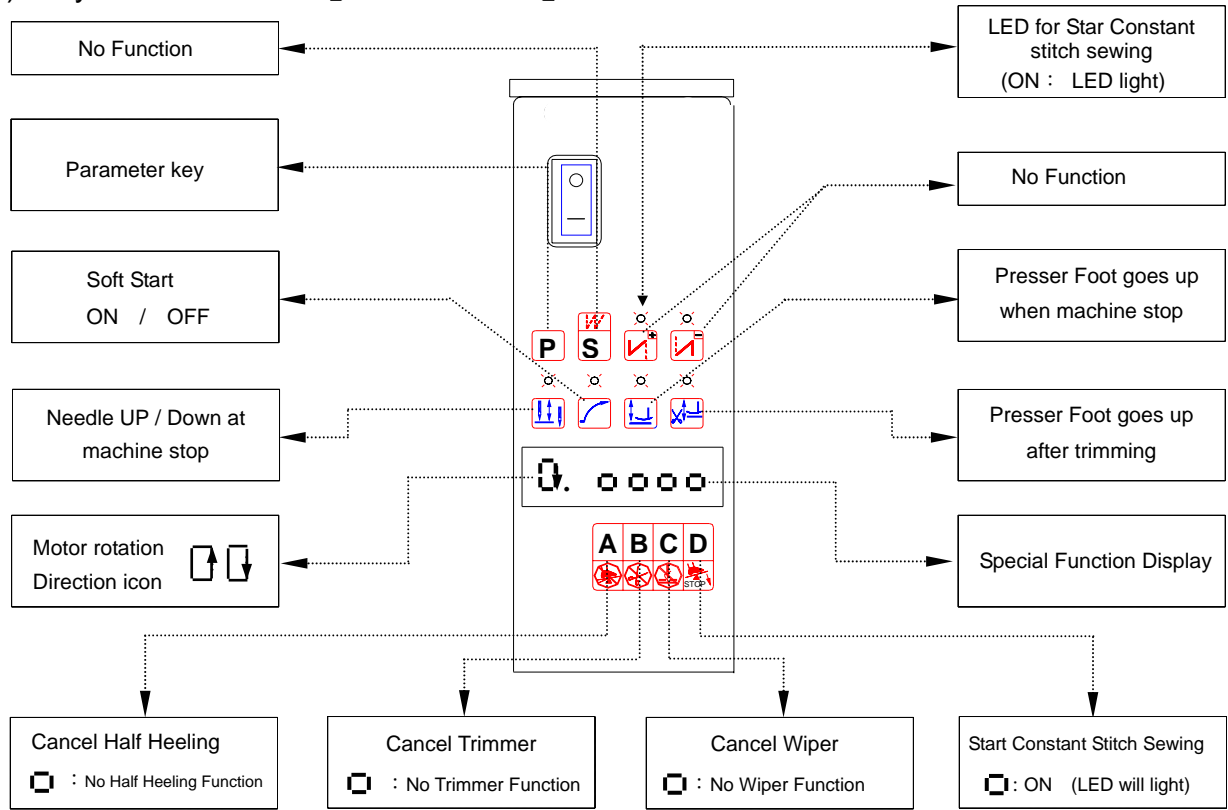 No Function
LED for Star Constant
stitch sewing
(ON : LED light)
Parameter key
No Function
Soft Start
ON / OFF
Presser Foot goes up
when machine stop
P
S
Needle UP / Down at
machine stop
Presser Foot goes up
after trimming
Motor rotation
Direction icon
A B C D
STOP
Special Function Display
Cancel Half Heeling
: No Half Heeling Function
Cancel Trimmer
: No Trimmer Function
Cancel Wiper
: No Wiper Function
Start Constant Stitch Sewing
: ON (LED will light)